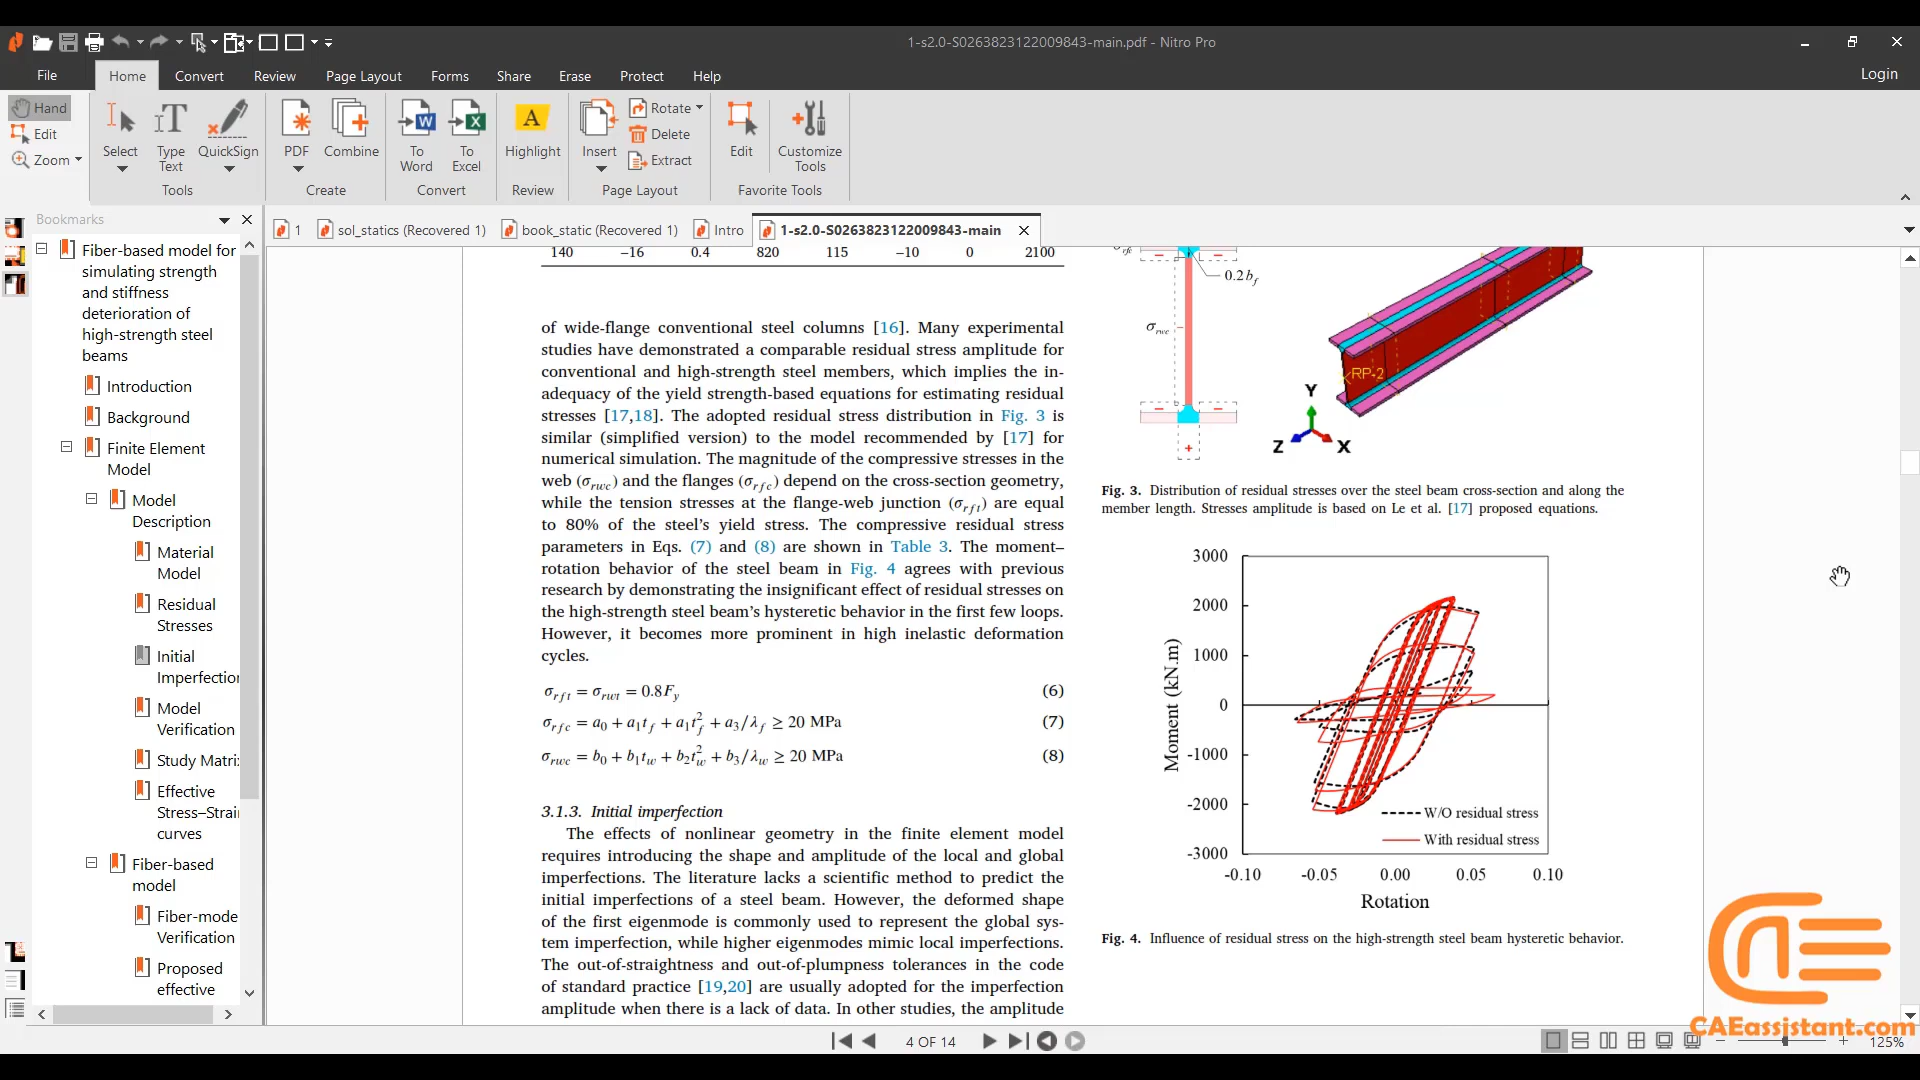 1-s2.0-S0263823122009843-main.pdf - Nitro Pro
File Home Convert Review Page Layout Forms Share Erase Protect Help Login
Hand
Edit
Zoom
Select
Type Text
QuickSign
Tools
PDF
Combine
Create
To Word
To Excel
Convert
Highlight
Review
Insert
Rotate
Delete
Extract
Page Layout
Edit
Customize Tools
Favorite Tools
Bookmarks
1 sol_statics (Recovered 1) book_static (Recovered 1) Intro 1-s2.0-S0263823122009843-main
Fiber-based model for
simulating strength
and stiffness
deterioration of
high-strength steel
beams
Introduction
Background
Finite Element
Model
Model
Description
Material
Model
Residual
Stresses
Initial
Imperfection
Model
Verification
Study Matri
Effective
Stress–Strai
curves
Fiber-based
model
Fiber-mode
Verification
Proposed
effective
140 −16 0.4 820 115 −10 0 2100
of wide-flange conventional steel columns [16]. Many experimental
studies have demonstrated a comparable residual stress amplitude for
conventional and high-strength steel members, which implies the in-
adequacy of the yield strength-based equations for estimating residual
stresses [17,18]. The adopted residual stress distribution in Fig. 3 is
similar (simplified version) to the model recommended by [17] for
numerical simulation. The magnitude of the compressive stresses in the
web (σrwc) and the flanges (σrfc) depend on the cross-section geometry,
while the tension stresses at the flange-web junction (σrft) are equal
to 80% of the steel's yield stress. The compressive residual stress
parameters in Eqs. (7) and (8) are shown in Table 3. The moment–
rotation behavior of the steel beam in Fig. 4 agrees with previous
research by demonstrating the insignificant effect of residual stresses on
the high-strength steel beam's hysteretic behavior in the first few loops.
However, it becomes more prominent in high inelastic deformation
cycles.
σrft = σrwt = 0.8Fy (6)
σrfc = a0 + a1tf + a1tf² + a3/λf ≥ 20 MPa (7)
σrwc = b0 + b1tw + b2tw² + b3/λw ≥ 20 MPa (8)
3.1.3. Initial imperfection
The effects of nonlinear geometry in the finite element model
requires introducing the shape and amplitude of the local and global
imperfections. The literature lacks a scientific method to predict the
initial imperfections of a steel beam. However, the deformed shape
of the first eigenmode is commonly used to represent the global sys-
tem imperfection, while higher eigenmodes mimic local imperfections.
The out-of-straightness and out-of-plumpness tolerances in the code
of standard practice [19,20] are usually adopted for the imperfection
amplitude when there is a lack of data. In other studies, the amplitude
σrfc
0.2bf
σrwc
RP-2
Y
Z X
Fig. 3. Distribution of residual stresses over the steel beam cross-section and along the
member length. Stresses amplitude is based on Le et al. [17] proposed equations.
3000
2000
1000
0
-1000
-2000
-3000
Moment (kN.m)
W/O residual stress
With residual stress
-0.10 -0.05 0.00 0.05 0.10
Rotation
Fig. 4. Influence of residual stress on the high-strength steel beam hysteretic behavior.
CAEassistant.com
4 OF 14
125%